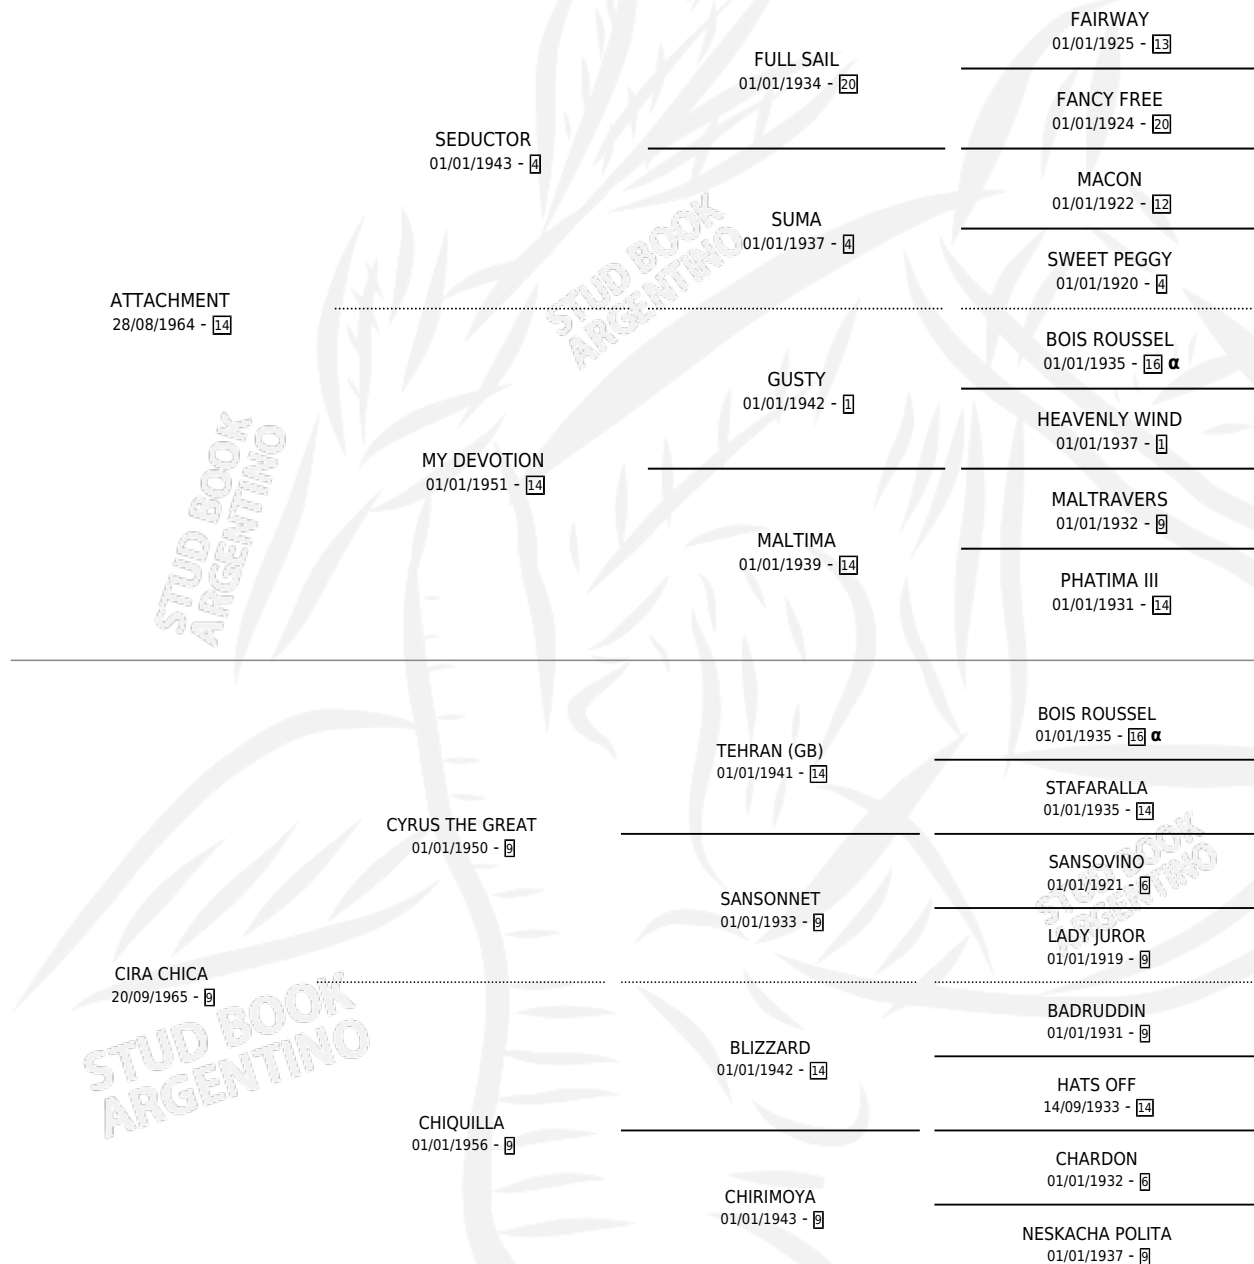 FAIRWAY
01/01/1925 - 13
FULL SAIL
01/01/1934 - 20
FANCY FREE
01/01/1924 - 20
SEDUCTOR
01/01/1943 - 4
MACON
01/01/1922 - 12
SUMA
01/01/1937 - 4
SWEET PEGGY
01/01/1920 - 4
ATTACHMENT
28/08/1964 - 14
BOIS ROUSSEL
01/01/1935 - 16 α
GUSTY
01/01/1942 - 1
HEAVENLY WIND
01/01/1937 - 1
MY DEVOTION
01/01/1951 - 14
MALTRAVERS
01/01/1932 - 9
MALTIMA
01/01/1939 - 14
PHATIMA III
01/01/1931 - 14
BOIS ROUSSEL
01/01/1935 - 16 α
TEHRAN (GB)
01/01/1941 - 14
STAFARALLA
01/01/1935 - 14
CYRUS THE GREAT
01/01/1950 - 9
SANSOVINO
01/01/1921 - 6
SANSONNET
01/01/1933 - 9
LADY JUROR
01/01/1919 - 9
CIRA CHICA
20/09/1965 - 9
BADRUDDIN
01/01/1931 - 9
BLIZZARD
01/01/1942 - 14
HATS OFF
14/09/1933 - 14
CHIQUILLA
01/01/1956 - 9
CHARDON
01/01/1932 - 6
CHIRIMOYA
01/01/1943 - 9
NESKACHA POLITA
01/01/1937 - 9
STUD BOOK
ARGENTINO
STUD BOOK
ARGENTINO
STUD BOOK
ARGENTINO
STUD BOOK
ARGENTINO